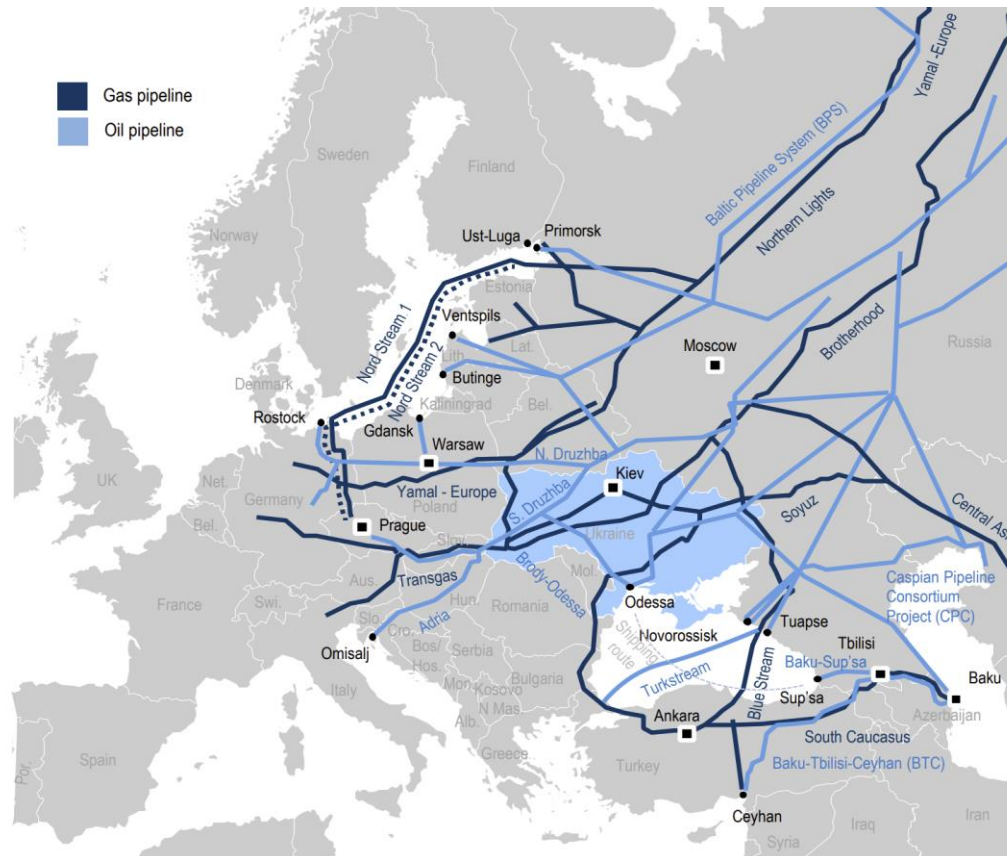 Gas pipeline
Oil pipeline
Sweden
Finland
Norway
Yamal -Europe
Baltic Pipeline System (BPS)
Northern Lights
Ust-Luga
Primorsk
Estonia
Nord Stream 1
Nord Stream 2
Ventspils
Lat.
Lith
Brotherhood
Russia
Moscow
Butinge
Denmark
Kaliningrad
Bel.
Rostock
Gdansk
Warsaw
N. Druzhba
UK
Net.
Germany
Kiev
Yamal - Europe
Poland
S. Druzhba
Soyuz
Bel.
Prague
Ukraine
Central As
Slov.
Transgas
Brody-Odessa
Mol.
Aus.
France
Swi.
Hun.
Romania
Odessa
Caspian Pipeline
Consortium
Project (CPC)
Adria
Slo.
Cro.
Novorossisk
Tuapse
Tbilisi
Omisalj
Bos/
Hos.
Serbia
Shipping
route
Baku-Sup'sa
Turkstream
Blue Stream
Baku
Italy
Mon.
Kosovo
Bulgaria
Sup'sa
N Mas
Azerbaijan
Ankara
Alb.
South Caucasus
Por.
Spain
Greece
Turkey
Baku-Tbilisi-Ceyhan (BTC)
Ceyhan
Syria
Iraq
Iran